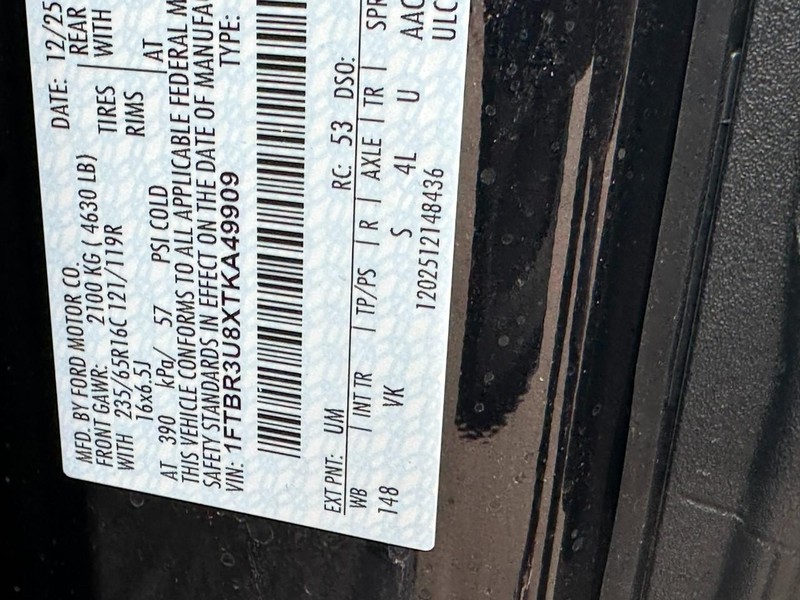 MFD. BY FORD MOTOR CO.
DATE: 12/25
FRONT GAWR: 2100 KG ( 4630 LB)
REAR
WITH 235/65R16C 121/119R
TIRES
WITH
16x6.5J
RIMS
AT 390 kPa/ 57 PSI COLD
AT
THIS VEHICLE CONFORMS TO ALL APPLICABLE FEDERAL M
SAFETY STANDARDS IN EFFECT ON THE DATE OF MANUFA
VIN: 1FTBR3U8XTKA49909
TYPE:
EXT PNT: UM
RC: 53 DSO:
WB | INT TR | TP/PS | R | AXLE | TR | SPR
148 VK S 4L U AAC
1202512148436
ULC